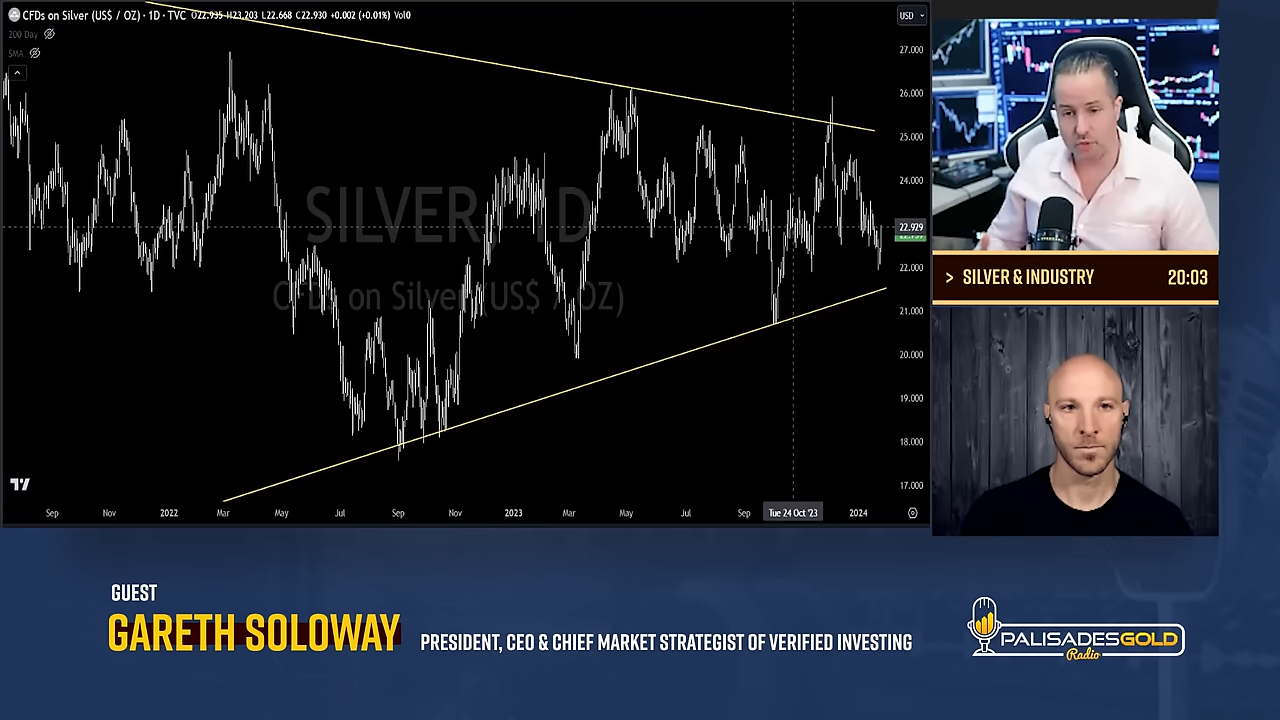 CFDs on Silver (US$ / OZ) · 1D · TVC O22.935 H23.203 L22.668 C22.930 +0.002 (+0.01%) Vol0
USD
200 Day
SMA
27.000
26.000
25.000
24.000
22.929
22.000
21.000
20.000
19.000
18.000
17.000
SILVER, 1D
CFDs on Silver (US$ / OZ)
Sep Nov 2022 Mar May Jul Sep Nov 2023 Mar May Jul Sep Tue 24 Oct '23 2024
> SILVER & INDUSTRY 20:03
GUEST
GARETH SOLOWAY
PRESIDENT, CEO & CHIEF MARKET STRATEGIST OF VERIFIED INVESTING
PALISADESGOLD
Radio